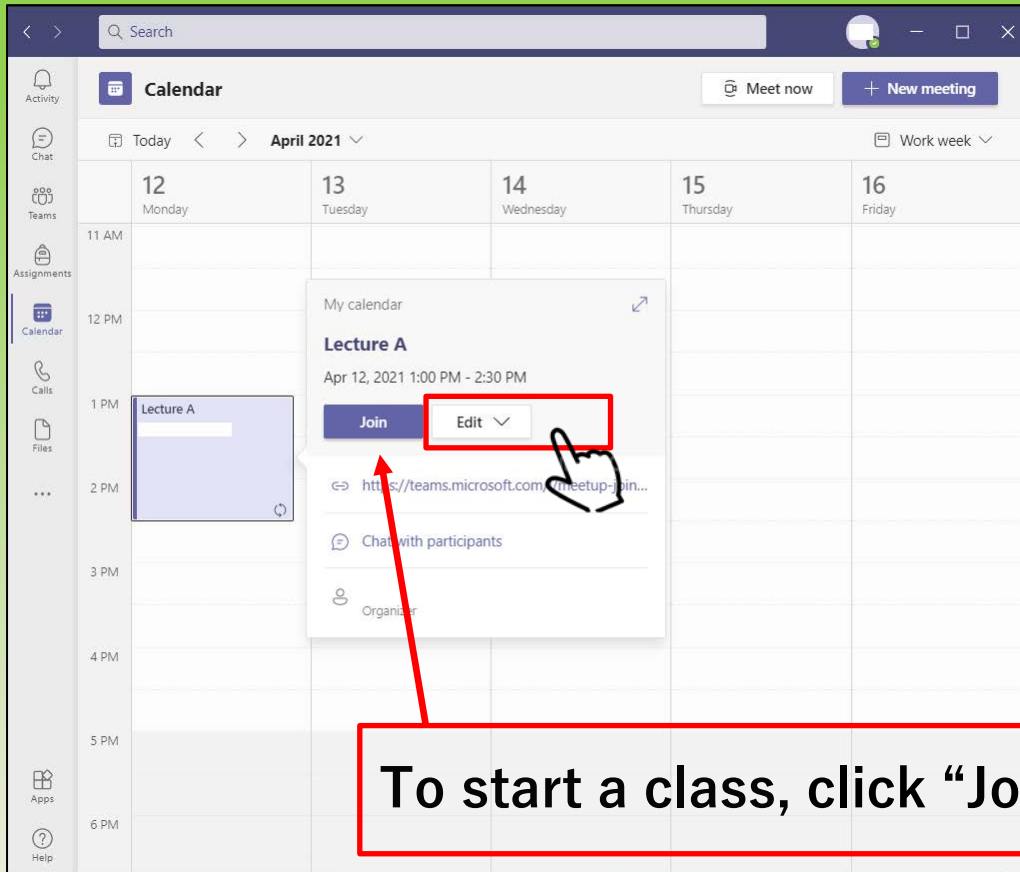 Search
Activity
Chat
Teams
Assignments
Calendar
Calls
Files
...
Apps
Help
Calendar
Meet now
+ New meeting
Today
April 2021
Work week
12
Monday
13
Tuesday
14
Wednesday
15
Thursday
16
Friday
11 AM
12 PM
1 PM
2 PM
3 PM
4 PM
5 PM
6 PM
Lecture A
My calendar
Lecture A
Apr 12, 2021 1:00 PM - 2:30 PM
Join
Edit
Chat with participants
Organizer
To start a class, click “Jo